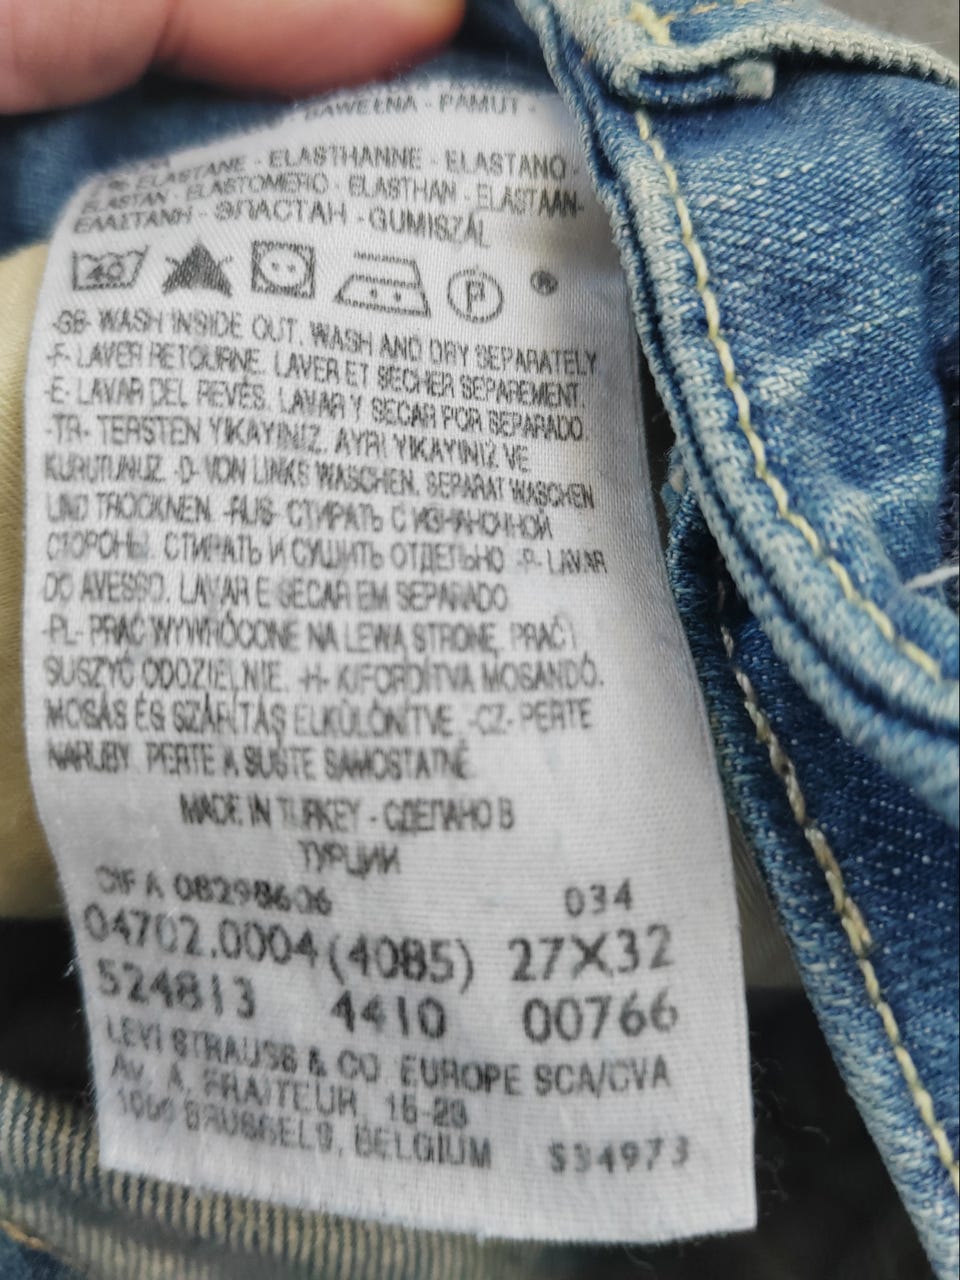 BAWEŁNA - PAMUT -
% ELASTANE - ELASTHANNE - ELASTANO
ELASTAN ELASTOMERO - ELASTHAN - ELASTAAN-
ΕΛΑΣΤΑΝΗ - ЭЛАСТАН - GUMISZÁL
40 P ®
-GB- WASH INSIDE OUT. WASH AND DRY SEPARATELY
-F- LAVER RETOURNE. LAVER ET SECHER SEPAREMENT.
-E- LAVAR DEL REVÉS. LAVAR Y SECAR POR SEPARADO.
-TR- TERSTEN YIKAYINIZ. AYRI YIKAYINIZ VE
KURUTUNUZ. -D- VON LINKS WASCHEN. SEPARAT WASCHEN
UND TROCKNEN. -RUS- СТИРАТЬ С ИЗНАНОЧНОЙ
СТОРОНЫ. СТИРАТЬ И СУШИТЬ ОТДЕЛЬНО -P- LAVAR
DO AVESSO. LAVAR E SECAR EM SEPARADO
-PL- PRAĆ WYWRÓCONE NA LEWĄ STRONĘ. PRAĆ I
SUSZYĆ ODDZIELNIE. -H- KIFORDÍTVA MOSANDÓ.
MOSÁS ÉS SZÁRÍTÁS ELKÜLÖNÍTVE -CZ- PERTE
NARUBY. PERTE A SUŠTE SAMOSTATNĚ.
MADE IN TURKEY - СДЕЛАНО В
ТУРЦИИ
CIF A 08298606 034
04702.0004 (4085) 27X32
524813 4410 00766
LEVI STRAUSS & CO. EUROPE SCA/CVA
AV. A. FRAITEUR, 15-23
1050 BRUSSELS, BELGIUM S34973